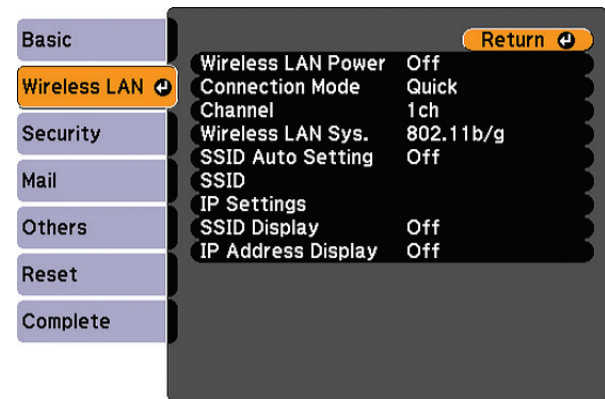 Basic
Wireless LAN
Security
Mail
Others
Reset
Complete
Return
Wireless LAN Power Off
Connection Mode Quick
Channel 1ch
Wireless LAN Sys. 802.11b/g
SSID Auto Setting Off
SSID
IP Settings
SSID Display Off
IP Address Display Off